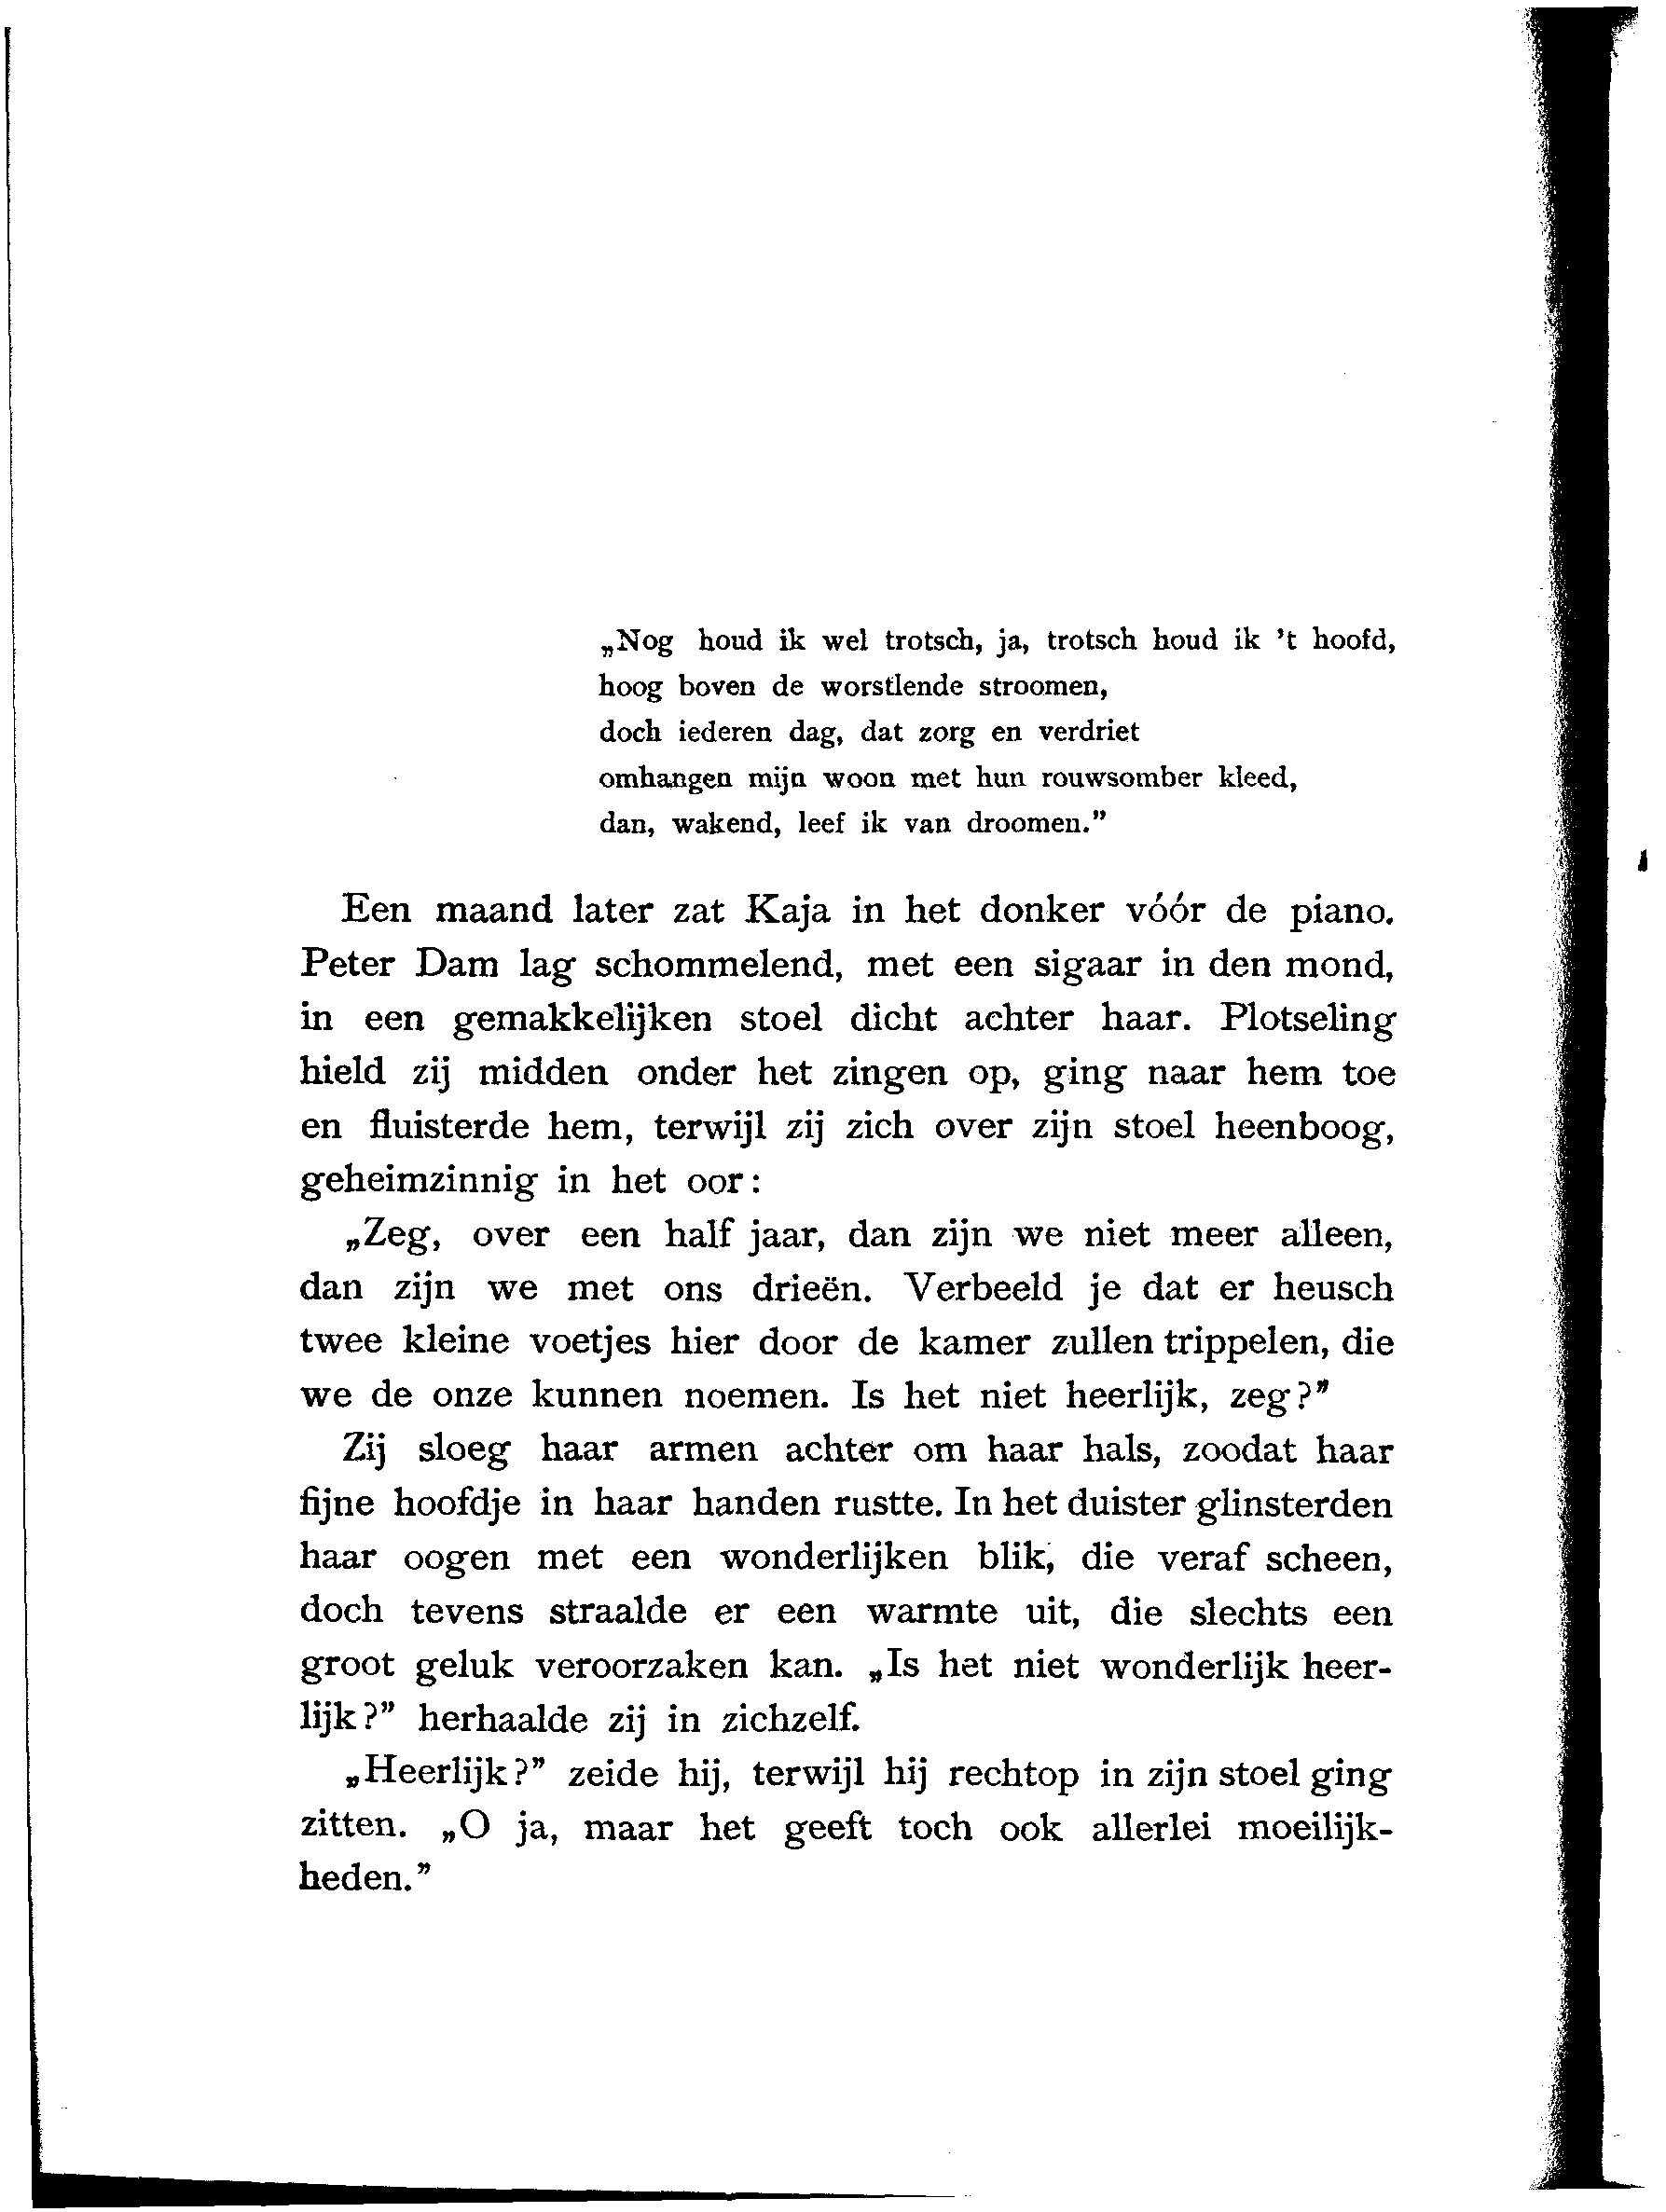 „Nog houd ik wel trotsch, ja, trotsch houd ik 't hoofd,
hoog boven de worstlende stroomen,
doch iederen dag, dat zorg en verdriet
omhangen mijn woon met hun rouwsomber kleed,
dan, wakend, leef ik van droomen.”
Een maand later zat Kaja in het donker vóór de piano.
Peter Dam lag schommelend, met een sigaar in den mond,
in een gemakkelijken stoel dicht achter haar. Plotseling
hield zij midden onder het zingen op, ging naar hem toe
en fluisterde hem, terwijl zij zich over zijn stoel heenboog,
geheimzinnig in het oor:
„Zeg, over een half jaar, dan zijn we niet meer alleen,
dan zijn we met ons drieën. Verbeeld je dat er heusch
twee kleine voetjes hier door de kamer zullen trippelen, die
we de onze kunnen noemen. Is het niet heerlijk, zeg?”
Zij sloeg haar armen achter om haar hals, zoodat haar
fijne hoofdje in haar handen rustte. In het duister glinsterden
haar oogen met een wonderlijken blik, die veraf scheen,
doch tevens straalde er een warmte uit, die slechts een
groot geluk veroorzaken kan. „Is het niet wonderlijk heer-
lijk?” herhaalde zij in zichzelf.
„Heerlijk?” zeide hij, terwijl hij rechtop in zijn stoel ging
zitten. „O ja, maar het geeft toch ook allerlei moeilijk-
heden.”